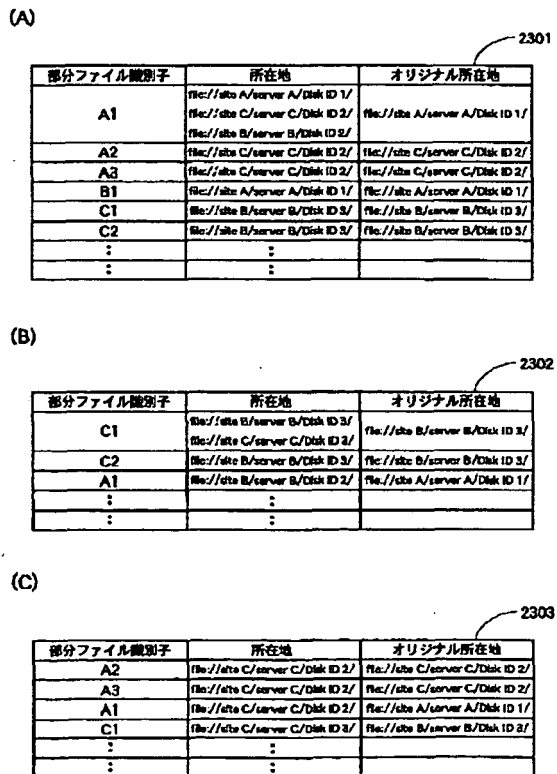 (A)
2301
部分ファイル識別子 所在地 オリジナル所在地
A1 file://site A/server A/Disk ID 1/ file://site A/server A/Disk ID 1/
file://site C/server C/Disk ID 2/
file://site B/server B/Disk ID 2/
A2 file://site C/server C/Disk ID 2/ file://site C/server C/Disk ID 2/
A3 file://site C/server C/Disk ID 2/ file://site C/server C/Disk ID 2/
B1 file://site A/server A/Disk ID 1/ file://site A/server A/Disk ID 1/
C1 file://site B/server B/Disk ID 3/ file://site B/server B/Disk ID 3/
C2 file://site B/server B/Disk ID 3/ file://site B/server B/Disk ID 3/
: :
: :
(B)
2302
部分ファイル識別子 所在地 オリジナル所在地
C1 file://site B/server B/Disk ID 3/ file://site B/server B/Disk ID 3/
file://site C/server C/Disk ID 3/
C2 file://site B/server B/Disk ID 3/ file://site B/server B/Disk ID 3/
A1 file://site B/server B/Disk ID 2/ file://site A/server A/Disk ID 1/
: :
: :
(C)
2303
部分ファイル識別子 所在地 オリジナル所在地
A2 file://site C/server C/Disk ID 2/ file://site C/server C/Disk ID 2/
A3 file://site C/server C/Disk ID 2/ file://site C/server C/Disk ID 2/
A1 file://site C/server C/Disk ID 2/ file://site A/server A/Disk ID 1/
C1 file://site C/server C/Disk ID 3/ file://site B/server B/Disk ID 3/
: :
: :